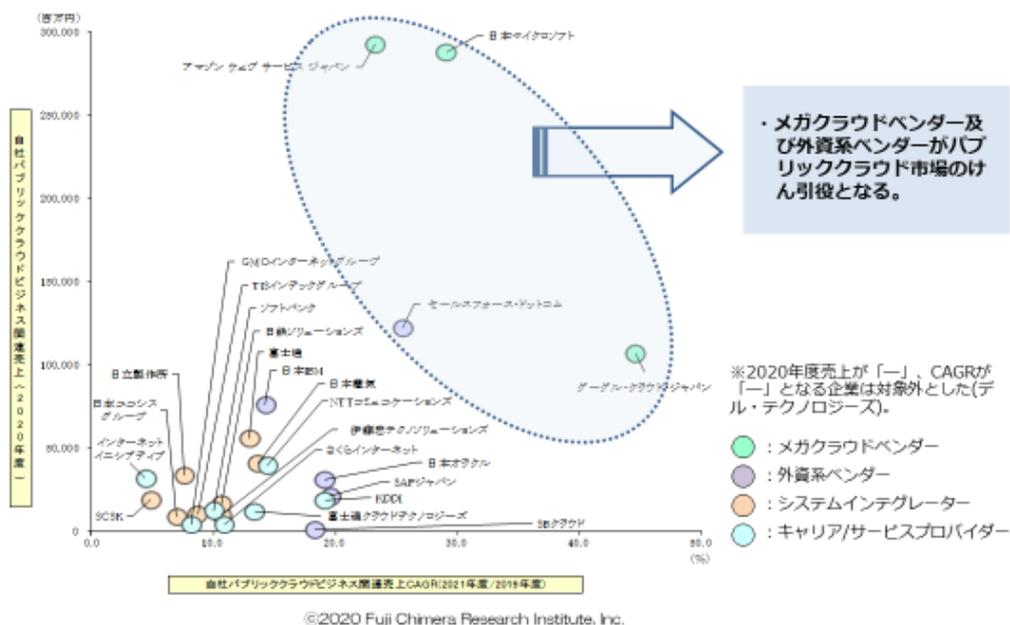 (百万円)
300,000
250,000
200,000
150,000
100,000
50,000
0
0.0
10.0
20.0
30.0
40.0
50.0
(%)
自社パブリッククラウドビジネス関連売上(2020年度)
日本マイクロソフト
アマゾン ウェブ サービス ジャパン
GMOインターネットグループ
TISインテックグループ
ソフトバンク
日鉄ソリューションズ
富士通
日本IBM
日立製作所
日本電気
日本ユニシス
グループ
NTTコミュニケーションズ
伊藤忠テクノソリューションズ
インターネット
イニシアティブ
さくらインターネット
日本オラクル
SAPジャパン
KDDI
SCSK
富士通クラウドテクノロジーズ
SBクラウド
セールスフォース・ドットコム
グーグル・クラウド・ジャパン
自社パブリッククラウドビジネス関連売上CAGR(2021年度/2019年度)
・メガクラウドベンダー及
び外資系ベンダーがパブ
リッククラウド市場のけ
ん引役となる。
※2020年度売上が「―」、CAGRが
「―」となる企業は対象外とした(デ
ル・テクノロジーズ)。
：メガクラウドベンダー
：外資系ベンダー
：システムインテグレーター
：キャリア/サービスプロバイダー
©2020 Fuji Chimera Research Institute, Inc.